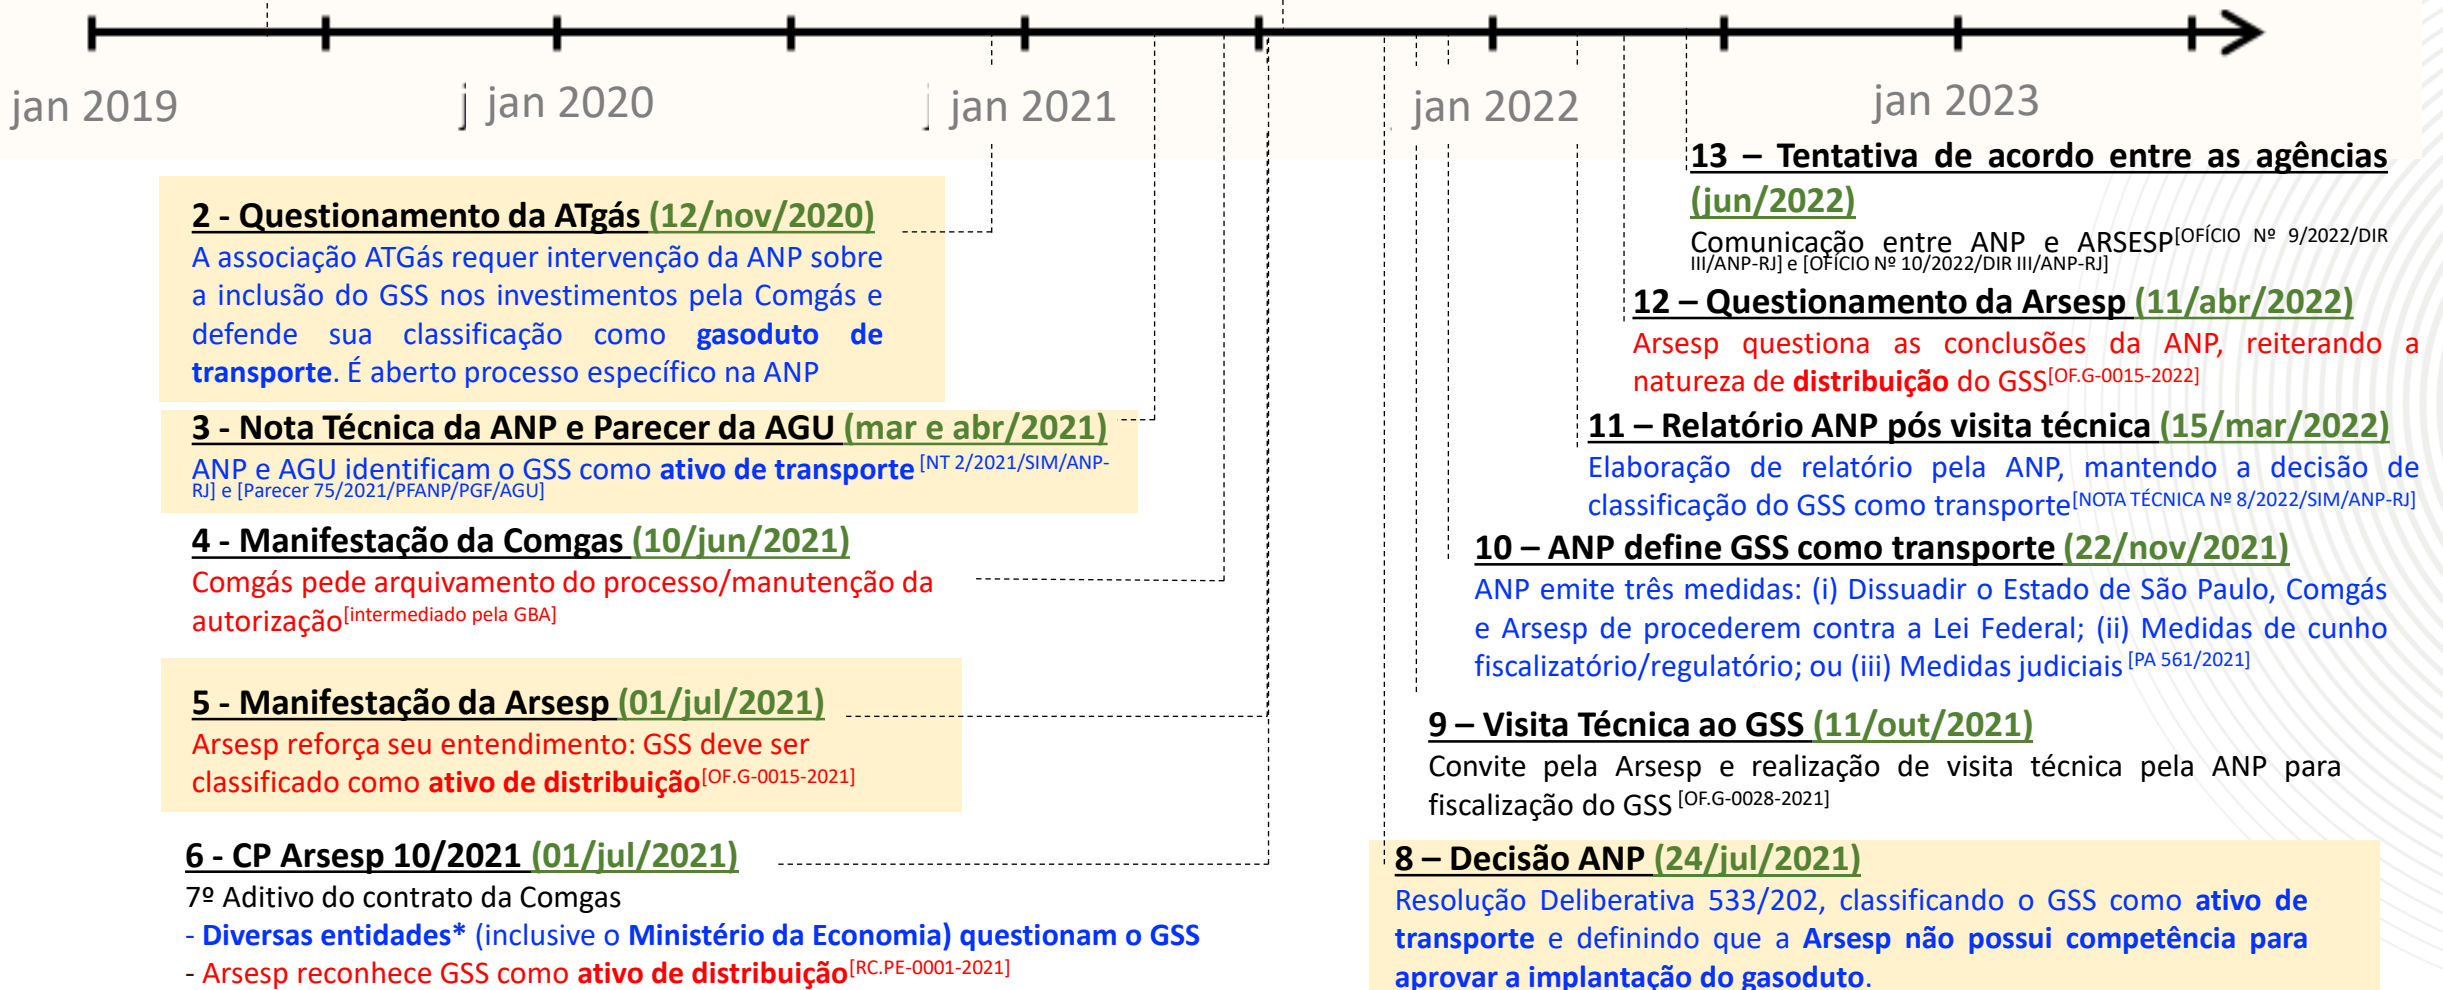 jan 2019
j jan 2020
j jan 2021
jan 2022
jan 2023
2 - Questionamento da ATgás (12/nov/2020)
A associação ATGás requer intervenção da ANP sobre
a inclusão do GSS nos investimentos pela Comgás e
defende sua classificação como gasoduto de
transporte. É aberto processo específico na ANP
3 - Nota Técnica da ANP e Parecer da AGU (mar e abr/2021)
ANP e AGU identificam o GSS como ativo de transporte [NT 2/2021/SIM/ANP-
RJ] e [Parecer 75/2021/PFANP/PGF/AGU]
4 - Manifestação da Comgas (10/jun/2021)
Comgás pede arquivamento do processo/manutenção da
autorização[intermediado pela GBA]
5 - Manifestação da Arsesp (01/jul/2021)
Arsesp reforça seu entendimento: GSS deve ser
classificado como ativo de distribuição[OF.G-0015-2021]
6 - CP Arsesp 10/2021 (01/jul/2021)
7º Aditivo do contrato da Comgas
- Diversas entidades* (inclusive o Ministério da Economia) questionam o GSS
- Arsesp reconhece GSS como ativo de distribuição[RC.PE-0001-2021]
13 – Tentativa de acordo entre as agências
(jun/2022)
Comunicação entre ANP e ARSESP[OFÍCIO Nº 9/2022/DIR
III/ANP-RJ] e [OFÍCIO Nº 10/2022/DIR III/ANP-RJ]
12 – Questionamento da Arsesp (11/abr/2022)
Arsesp questiona as conclusões da ANP, reiterando a
natureza de distribuição do GSS[OF.G-0015-2022]
11 – Relatório ANP pós visita técnica (15/mar/2022)
Elaboração de relatório pela ANP, mantendo a decisão de
classificação do GSS como transporte[NOTA TÉCNICA Nº 8/2022/SIM/ANP-RJ]
10 – ANP define GSS como transporte (22/nov/2021)
ANP emite três medidas: (i) Dissuadir o Estado de São Paulo, Comgás
e Arsesp de procederem contra a Lei Federal; (ii) Medidas de cunho
fiscalizatório/regulatório; ou (iii) Medidas judiciais [PA 561/2021]
9 – Visita Técnica ao GSS (11/out/2021)
Convite pela Arsesp e realização de visita técnica pela ANP para
fiscalização do GSS [OF.G-0028-2021]
8 – Decisão ANP (24/jul/2021)
Resolução Deliberativa 533/202, classificando o GSS como ativo de
transporte e definindo que a Arsesp não possui competência para
aprovar a implantação do gasoduto.